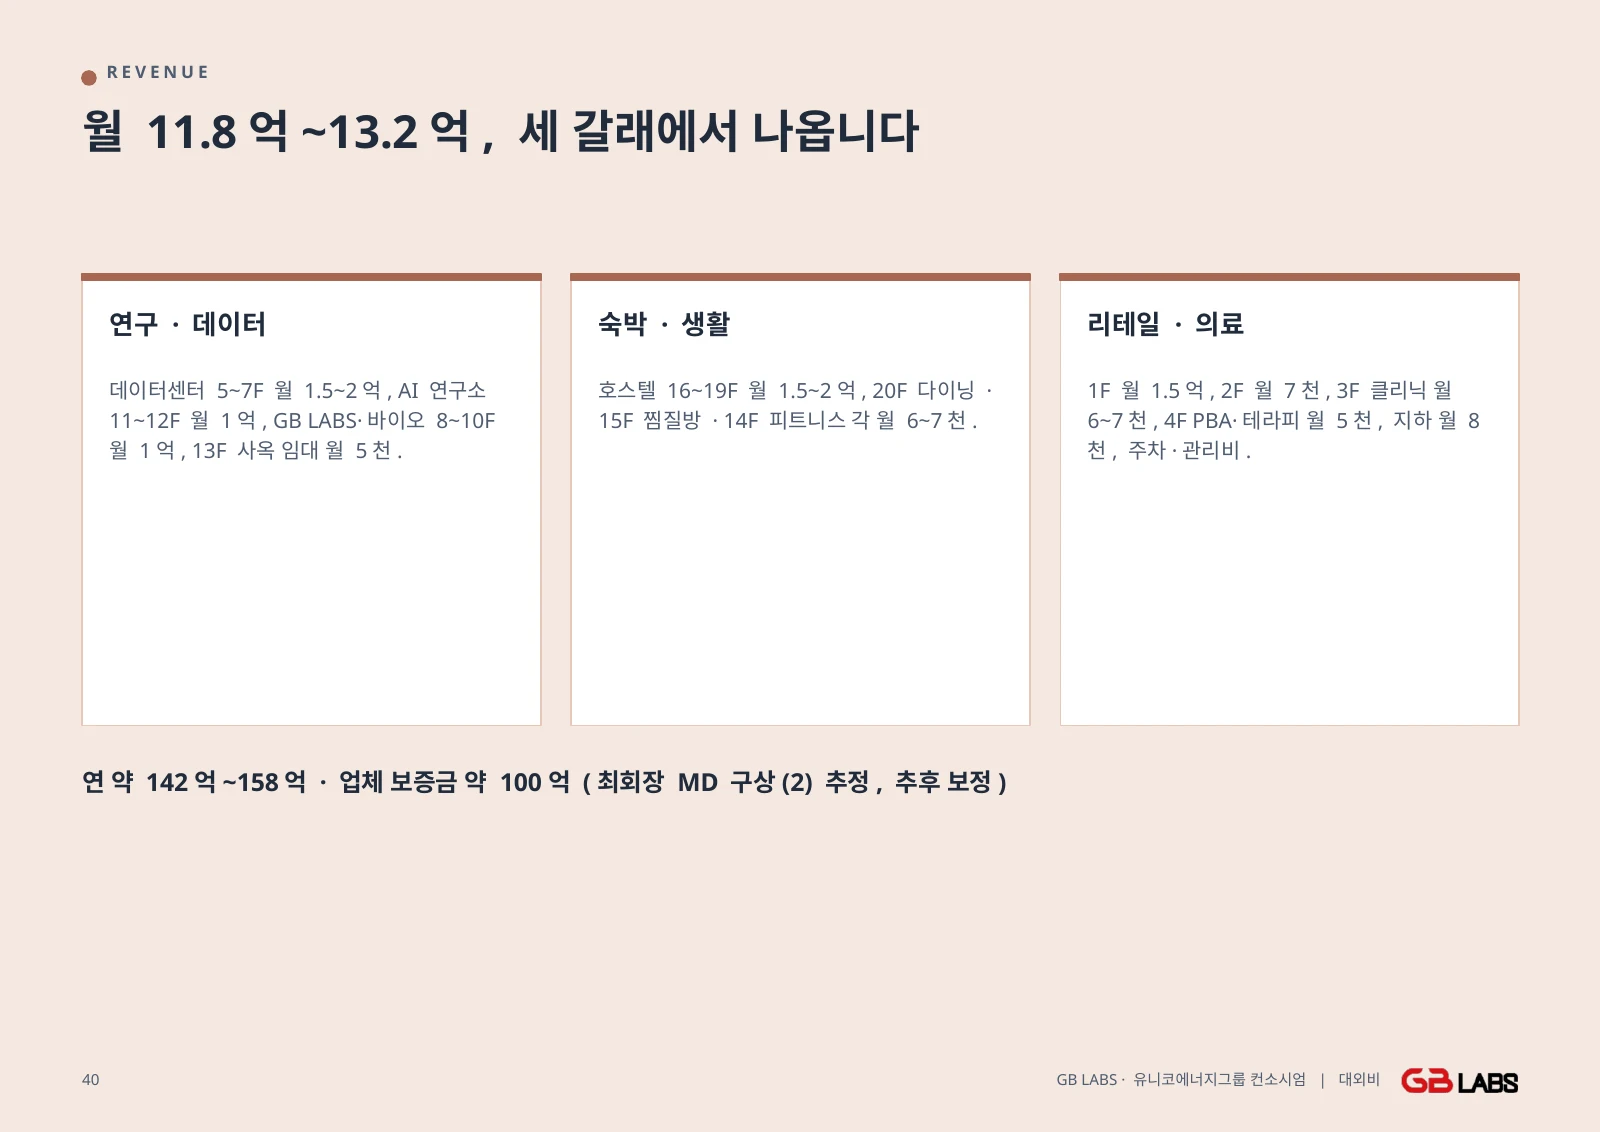 REVENUE
월 11.8억~13.2억, 세 갈래에서 나옵니다
연구 · 데이터
데이터센터 5~7F 월 1.5~2억, AI 연구소
11~12F 월 1억, GB LABS·바이오 8~10F
월 1억, 13F 사옥 임대 월 5천.
숙박 · 생활
호스텔 16~19F 월 1.5~2억, 20F 다이닝 ·
15F 찜질방 · 14F 피트니스 각 월 6~7천.
리테일 · 의료
1F 월 1.5억, 2F 월 7천, 3F 클리닉 월
6~7천, 4F PBA·테라피 월 5천, 지하 월 8
천, 주차·관리비.
연 약 142억~158억 · 업체 보증금 약 100억 (최회장 MD 구상(2) 추정, 추후 보정)
40
GB LABS · 유니코에너지그룹 컨소시엄 | 대외비
GB LABS